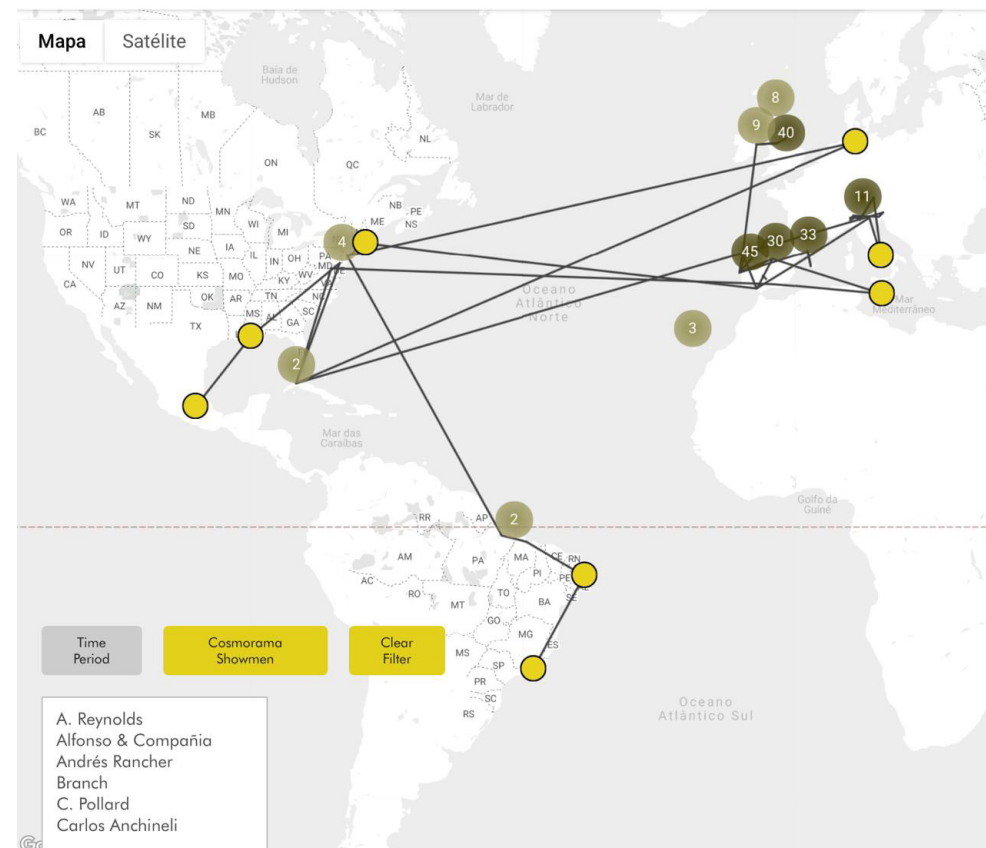 Mapa
Satélite
Baía de
Hudson
Mar de
Labrador
AB
MB
BC
SK
NL
ON
QC
8
9
40
WA
MT
ND
MN
NB
PE
ME
NS
11
OR
ID
WY
SD
WI
MI
4
NE
IA
IL
IN
OH
PA
45
30
33
NV
UT
CO
KS
MO
WV
MD
CA
KY
VA
AZ
NM
OK
AR
TN
NC
SC
MS
AL
GA
TX
Oceano
Atlântico
Norte
Mar
Mediterrâneo
3
2
Mar das
Caraíbas
Golfo da
Guiné
RR
AP
2
AM
PA
MA
CE
RN
AC
PI
PE
RO
TO
SE
MT
BA
GO
MG
ES
MS
SP
PR
SC
RS
Oceano
Atlântico Sul
Time
Period
Cosmorama
Showmen
Clear
Filter
A. Reynolds
Alfonso & Compañia
Andrés Rancher
Branch
C. Pollard
Carlos Anchineli